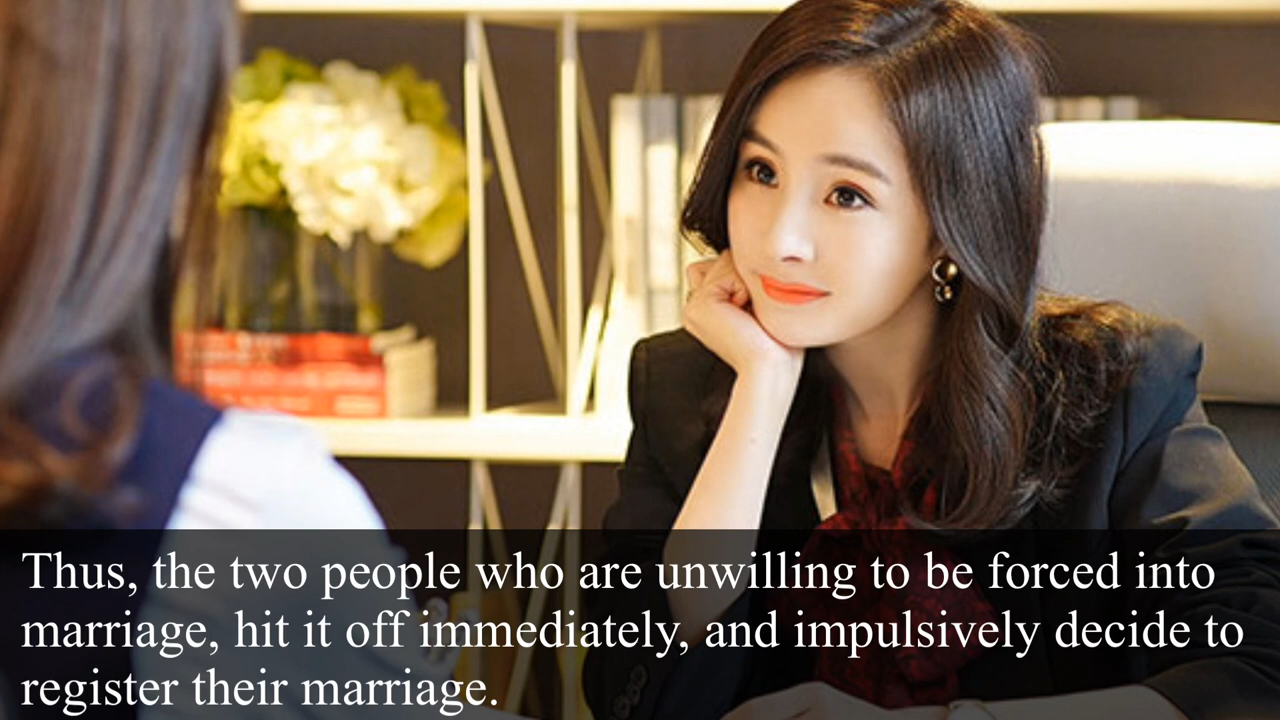 Thus, the two people who are unwilling to be forced into
marriage, hit it off immediately, and impulsively decide to
register their marriage.